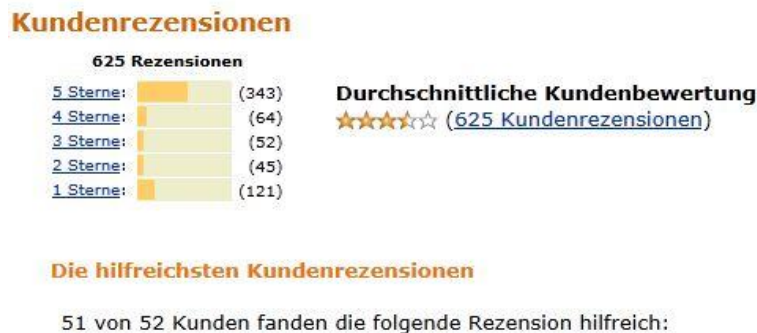 Kundenrezensionen
625 Rezensionen
5 Sterne: (343)
4 Sterne: (64)
3 Sterne: (52)
2 Sterne: (45)
1 Sterne: (121)
Durchschnittliche Kundenbewertung
(625 Kundenrezensionen)
Die hilfreichsten Kundenrezensionen
51 von 52 Kunden fanden die folgende Rezension hilfreich: